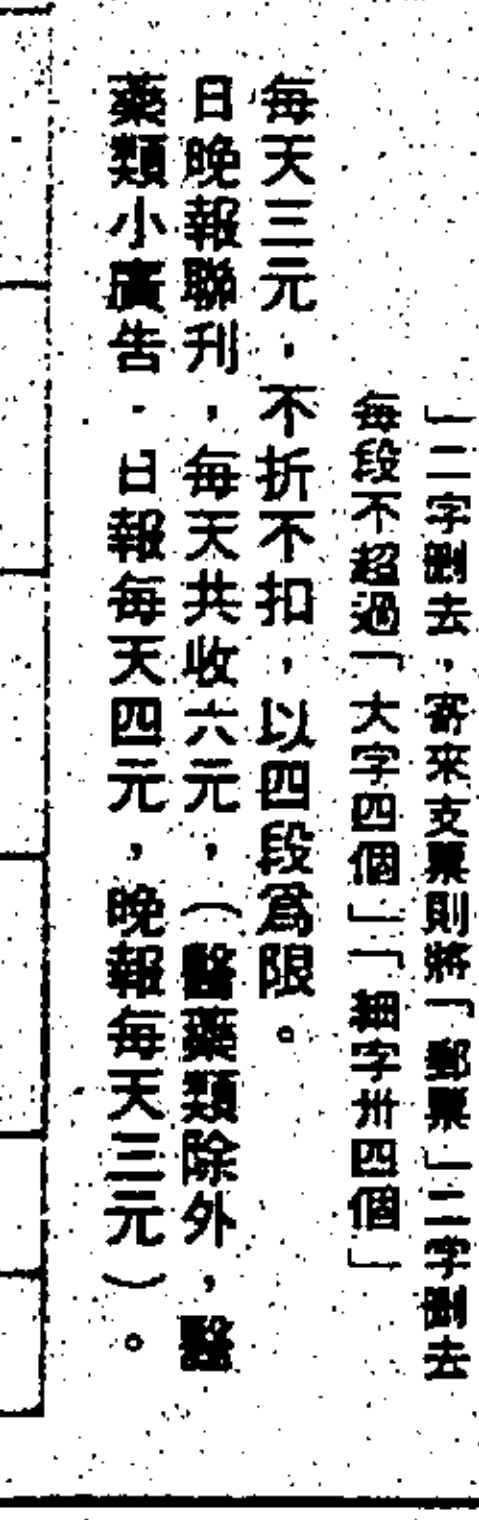 」二字刪去，寄來支票則將「郵票」二字刪去
每段不超過「大字四個」「細字卅四個」
每天三元，不折不扣，以四段爲限。
日晚報聯刋，每天共收六元，（醫藥類除外，醫
藥類小廣告．日報每天四元，晚報每天三元）。